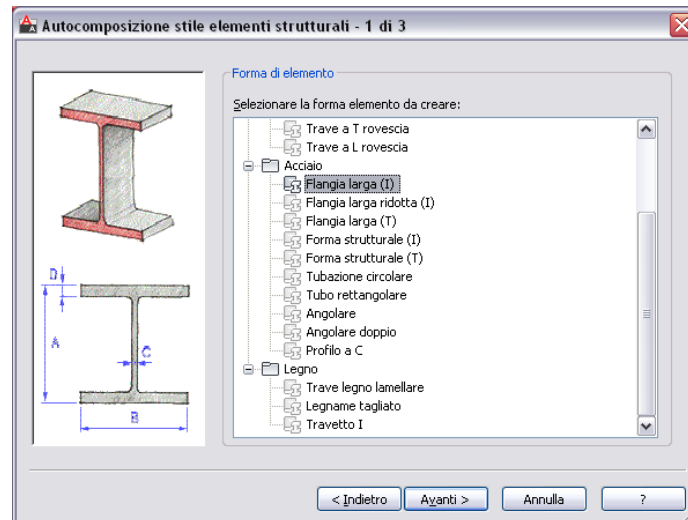 Autocomposizione stile elementi strutturali - 1 di 3
Forma di elemento
Selezionare la forma elemento da creare:
Trave a T rovescia
Trave a L rovescia
Acciaio
Flangia larga (I)
Flangia larga ridotta (I)
Flangia larga (T)
Forma strutturale (I)
Forma strutturale (T)
Tubazione circolare
Tubo rettangolare
Angolare
Angolare doppio
Profilo a C
Legno
Trave legno lamellare
Legname tagliato
Travetto I
D
A
C
B
< Indietro
Avanti >
Annulla
?